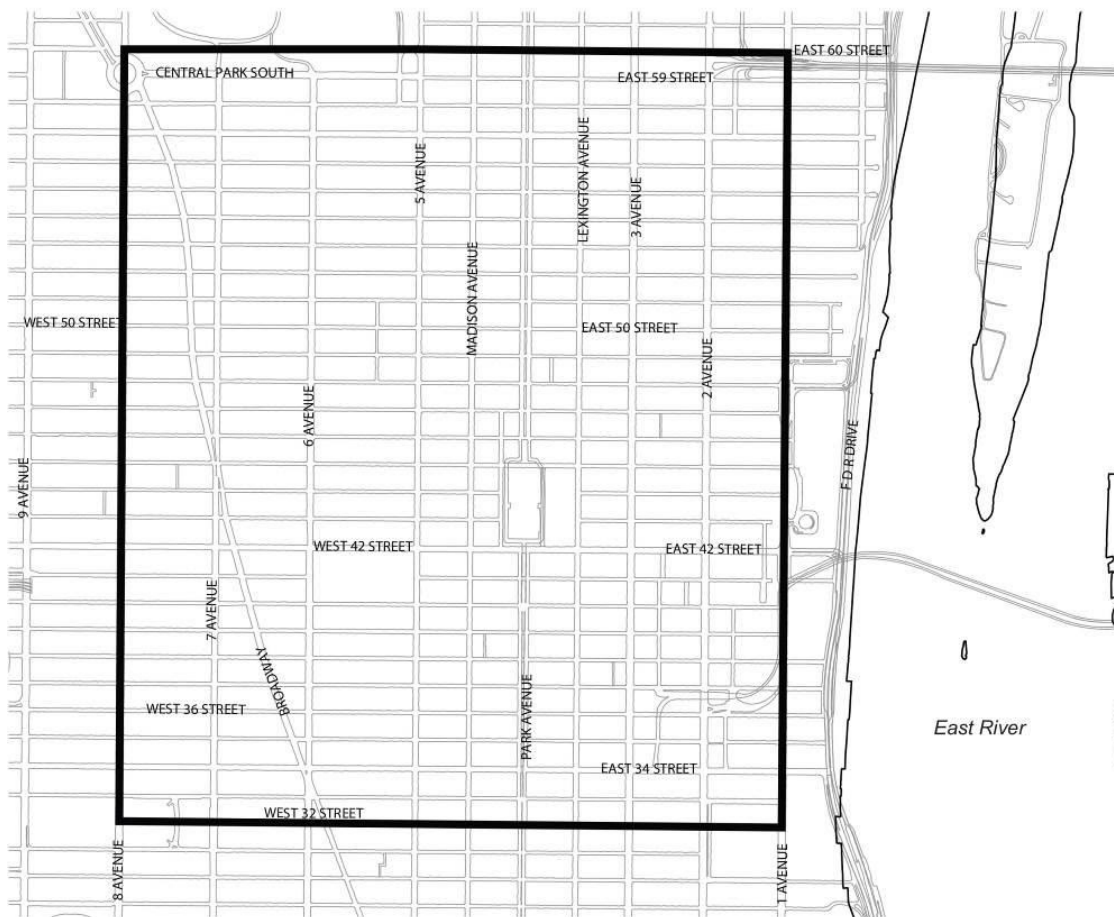 EAST 60 STREET
CENTRAL PARK SOUTH
EAST 59 STREET
5 AVENUE
LEXINGTON AVENUE
3 AVENUE
MADISON AVENUE
WEST 50 STREET
EAST 50 STREET
2 AVENUE
6 AVENUE
9 AVENUE
F D R DRIVE
WEST 42 STREET
EAST 42 STREET
7 AVENUE
BROADWAY
PARK AVENUE
WEST 36 STREET
East River
EAST 34 STREET
WEST 32 STREET
8 AVENUE
1 AVENUE